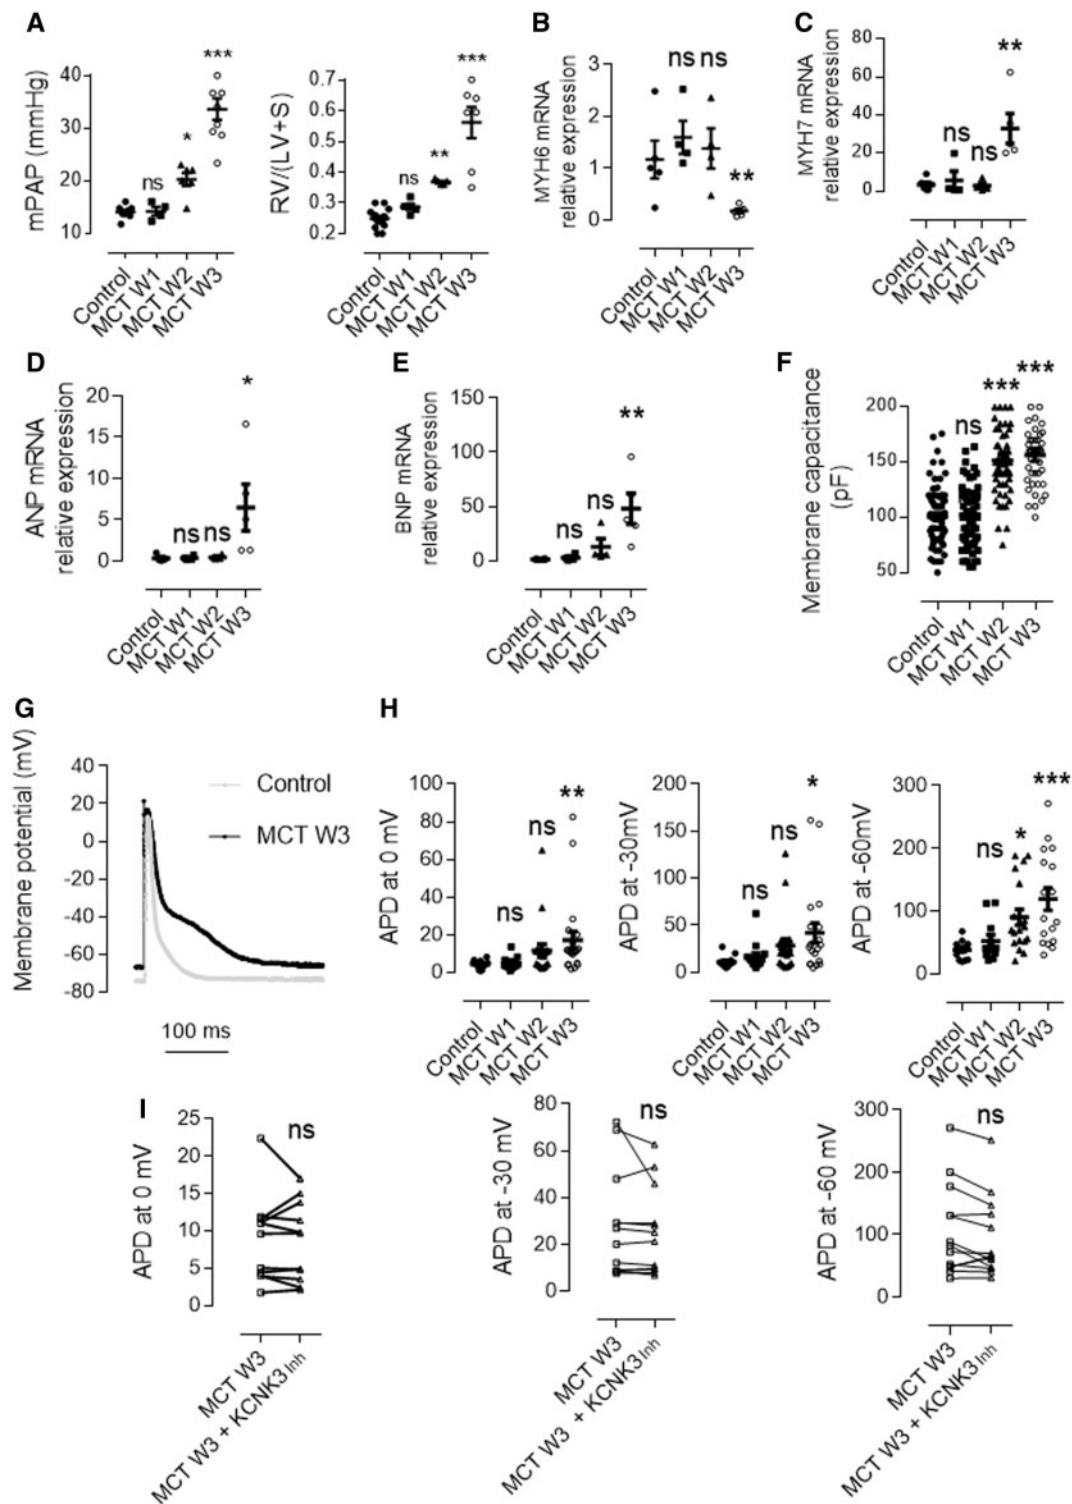 A
mPAP (mmHg)
40
30
20
10
ns
*
***
Control
MCT W1
MCT W2
MCT W3
RV/(LV+S)
0.7
0.6
0.5
0.4
0.3
0.2
ns
**
***
Control
MCT W1
MCT W2
MCT W3
B
MYH6 mRNA
relative expression
3
2
1
0
ns
ns
**
Control
MCT W1
MCT W2
MCT W3
C
MYH7 mRNA
relative expression
80
60
40
20
0
ns
ns
**
Control
MCT W1
MCT W2
MCT W3
D
ANP mRNA
relative expression
20
15
10
5
0
ns
ns
*
Control
MCT W1
MCT W2
MCT W3
E
BNP mRNA
relative expression
150
100
50
0
ns
ns
**
Control
MCT W1
MCT W2
MCT W3
F
Membrane capacitance
(pF)
200
150
100
50
ns
***
***
Control
MCT W1
MCT W2
MCT W3
G
Membrane potential (mV)
40
20
0
-20
-40
-60
-80
Control
MCT W3
100 ms
H
APD at 0 mV
100
80
60
40
20
0
ns
ns
**
Control
MCT W1
MCT W2
MCT W3
APD at -30mV
200
150
100
50
0
ns
ns
*
Control
MCT W1
MCT W2
MCT W3
APD at -60mV
300
200
100
0
ns
*
***
Control
MCT W1
MCT W2
MCT W3
I
APD at 0 mV
25
20
15
10
5
0
ns
MCT W3
MCT W3 + KCNK3 Inh
APD at -30 mV
80
60
40
20
0
ns
MCT W3
MCT W3 + KCNK3 Inh
APD at -60 mV
300
200
100
0
ns
MCT W3
MCT W3 + KCNK3 Inh